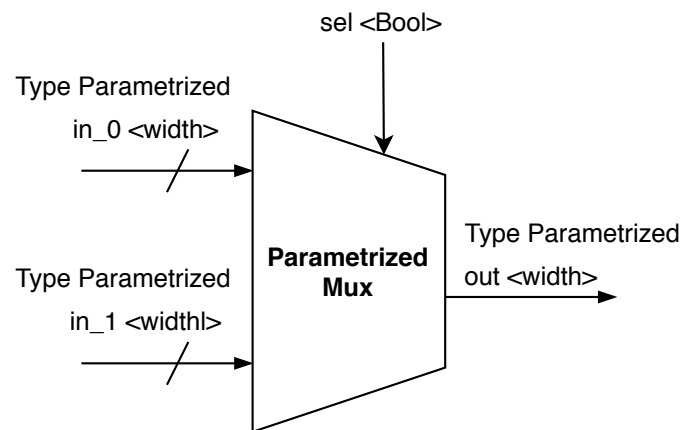 sel <Bool>
Type Parametrized
in_0 <width>
Type Parametrized
in_1 <widthl>
Parametrized
Mux
Type Parametrized
out <width>